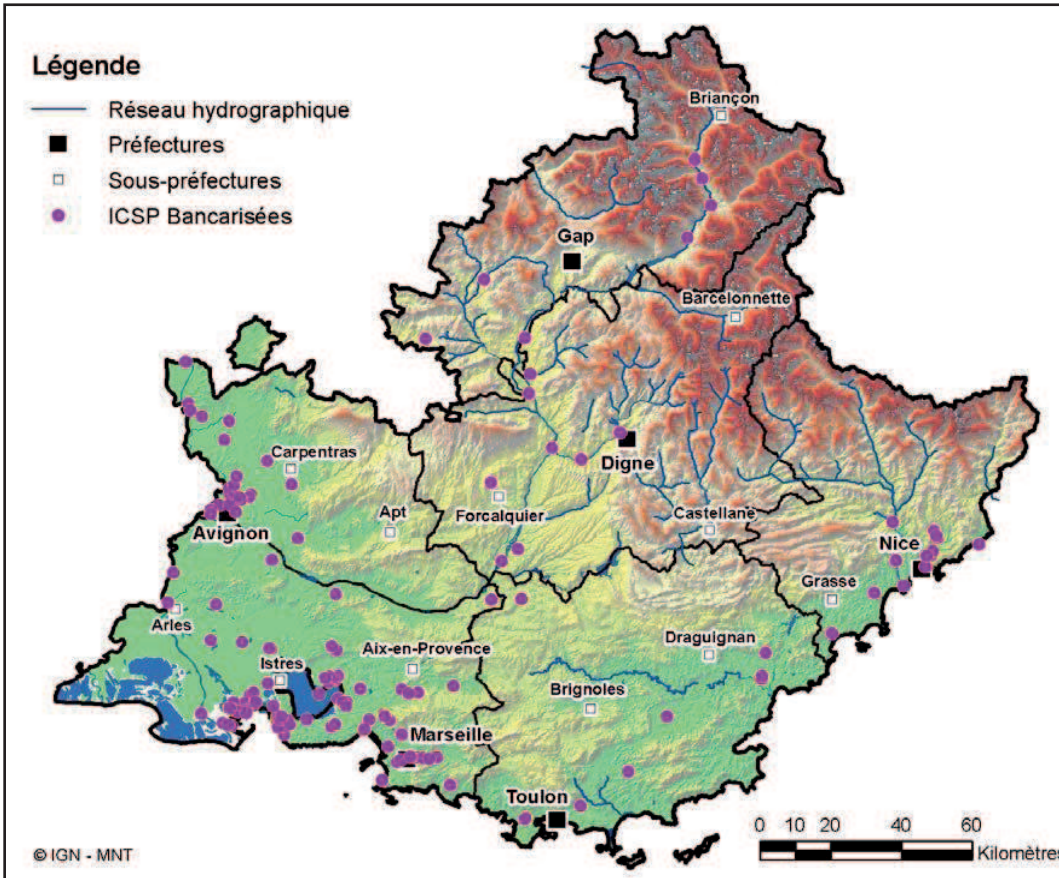 Légende
Réseau hydrographique
Préfectures
Sous-préfectures
ICSP Bancarisées
Briançon
Gap
Barcelonnette
Carpentras
Digne
Apt
Forcalquier
Castellane
Avignon
Nice
Grasse
Arles
Aix-en-Provence
Draguignan
Istres
Brignoles
Marseille
Toulon
0 10 20 40 60
Kilomètres
© IGN - MNT